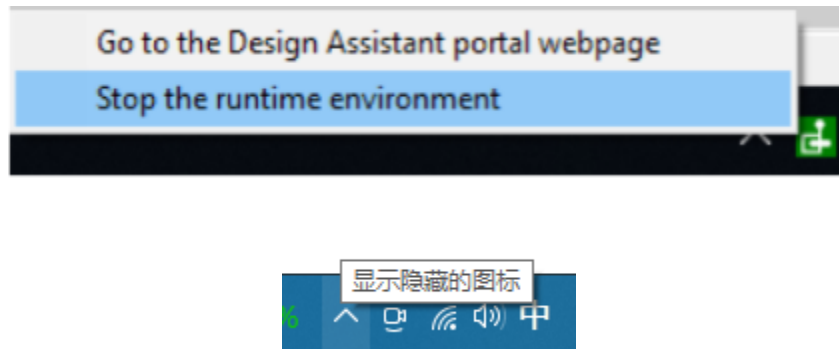 Go to the Design Assistant portal webpage
Stop the runtime environment
显示隐藏的图标
% 中